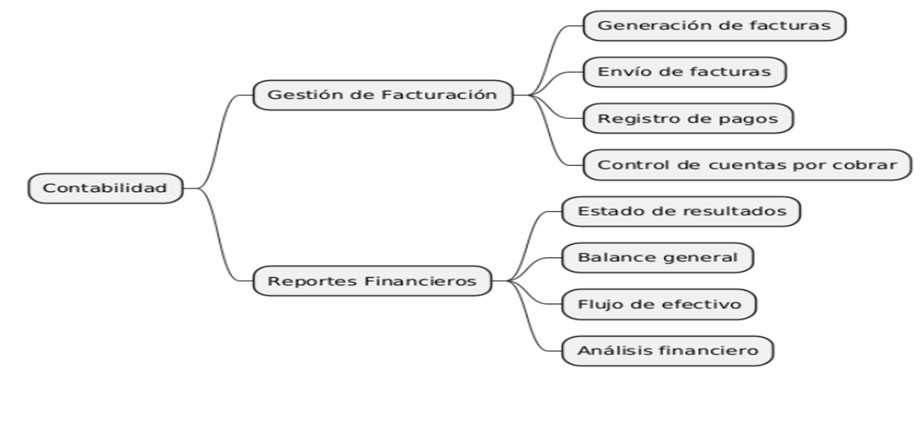 Contabilidad
Gestión de Facturación
Generación de facturas
Envío de facturas
Registro de pagos
Control de cuentas por cobrar
Reportes Financieros
Estado de resultados
Balance general
Flujo de efectivo
Análisis financiero